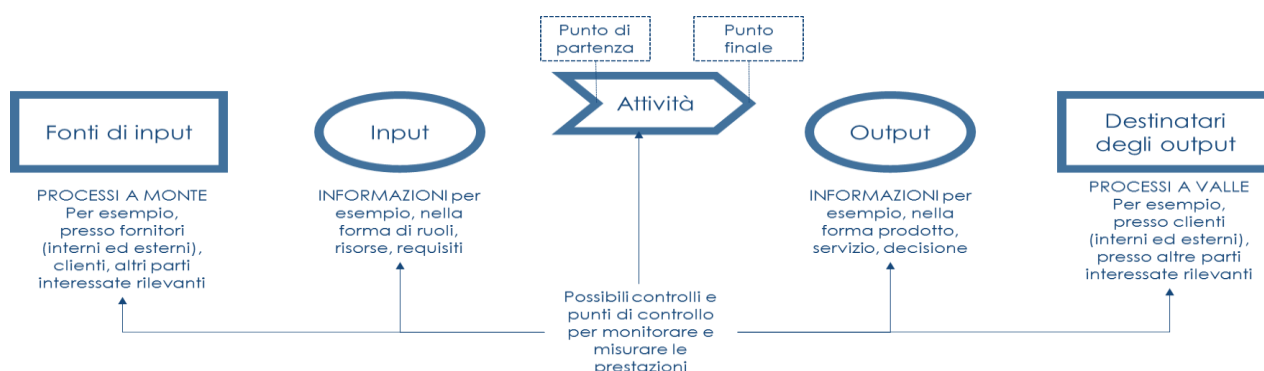 Punto di
partenza
Punto
finale
Fonti di input
Input
Attività
Output
Destinatari
degli output
PROCESSI A MONTE
Per esempio,
presso fornitori
(interni ed esterni),
clienti, altri parti
interessate rilevanti
INFORMAZIONI per
esempio, nella
forma di ruoli,
risorse, requisiti
INFORMAZIONI per
esempio, nella
forma prodotto,
servizio, decisione
PROCESSI A VALLE
Per esempio,
presso clienti
(interni ed esterni),
presso altre parti
interessate rilevanti
Possibili controlli e
punti di controllo
per monitorare e
misurare le
prestazioni